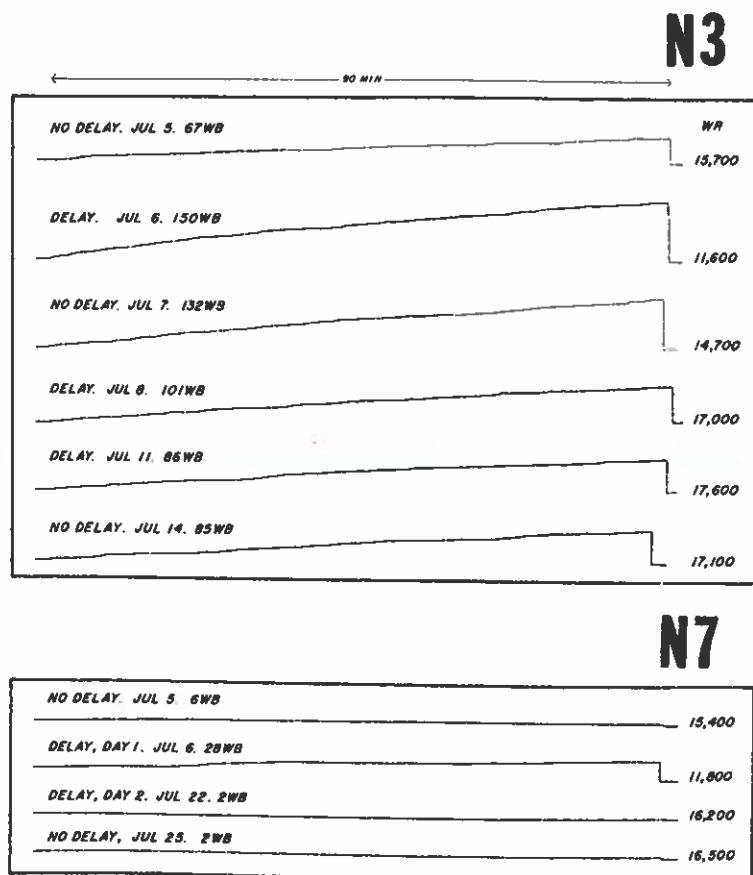 N3
90 MIN
NO DELAY. JUL 5. 67WB
WR
15,700
DELAY. JUL 6. 150WB
11,600
NO DELAY. JUL 7. 132WB
14,700
DELAY. JUL 8. 101WB
17,000
DELAY. JUL 11. 86WB
17,600
NO DELAY. JUL 14. 85WB
17,100
N7
NO DELAY. JUL 5. 6WB
15,400
DELAY, DAY 1. JUL 6. 28WB
11,800
DELAY, DAY 2. JUL 22. 2WB
16,200
NO DELAY, JUL 25. 2WB
16,500